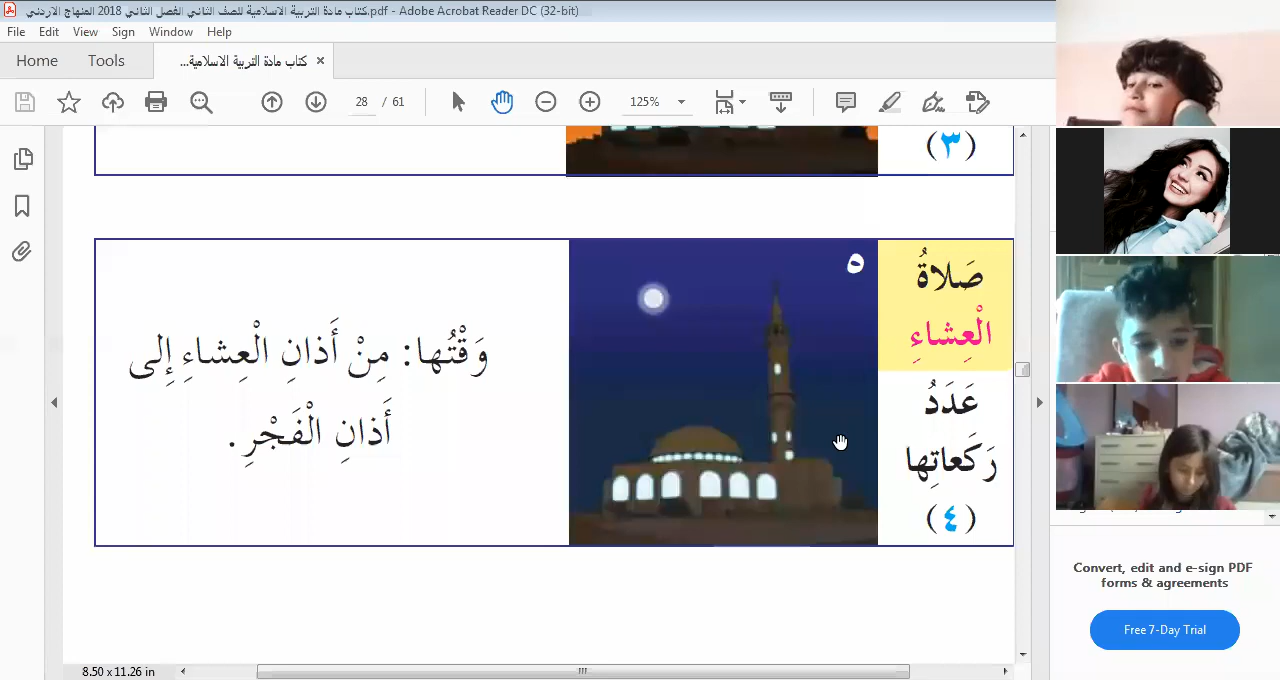 كتاب مادة التربية الاسلامية للصف الثاني الفصل الثاني 2018 المنهاج الاردني.pdf - Adobe Acrobat Reader DC (32-bit)
File Edit View Sign Window Help
Home Tools كتاب مادة التربية الاسلامية... ×
28 / 61 125%
(٣)
صَلاةُ
الْعِشاءِ
عَدَدُ
رَكَعاتِها
(٤)
٥
وَقْتُها: مِنْ أَذانِ الْعِشاءِ إِلى
أَذانِ الْفَجْرِ.
Convert, edit and e-sign PDF
forms & agreements
Free 7-Day Trial
8.50 x 11.26 in